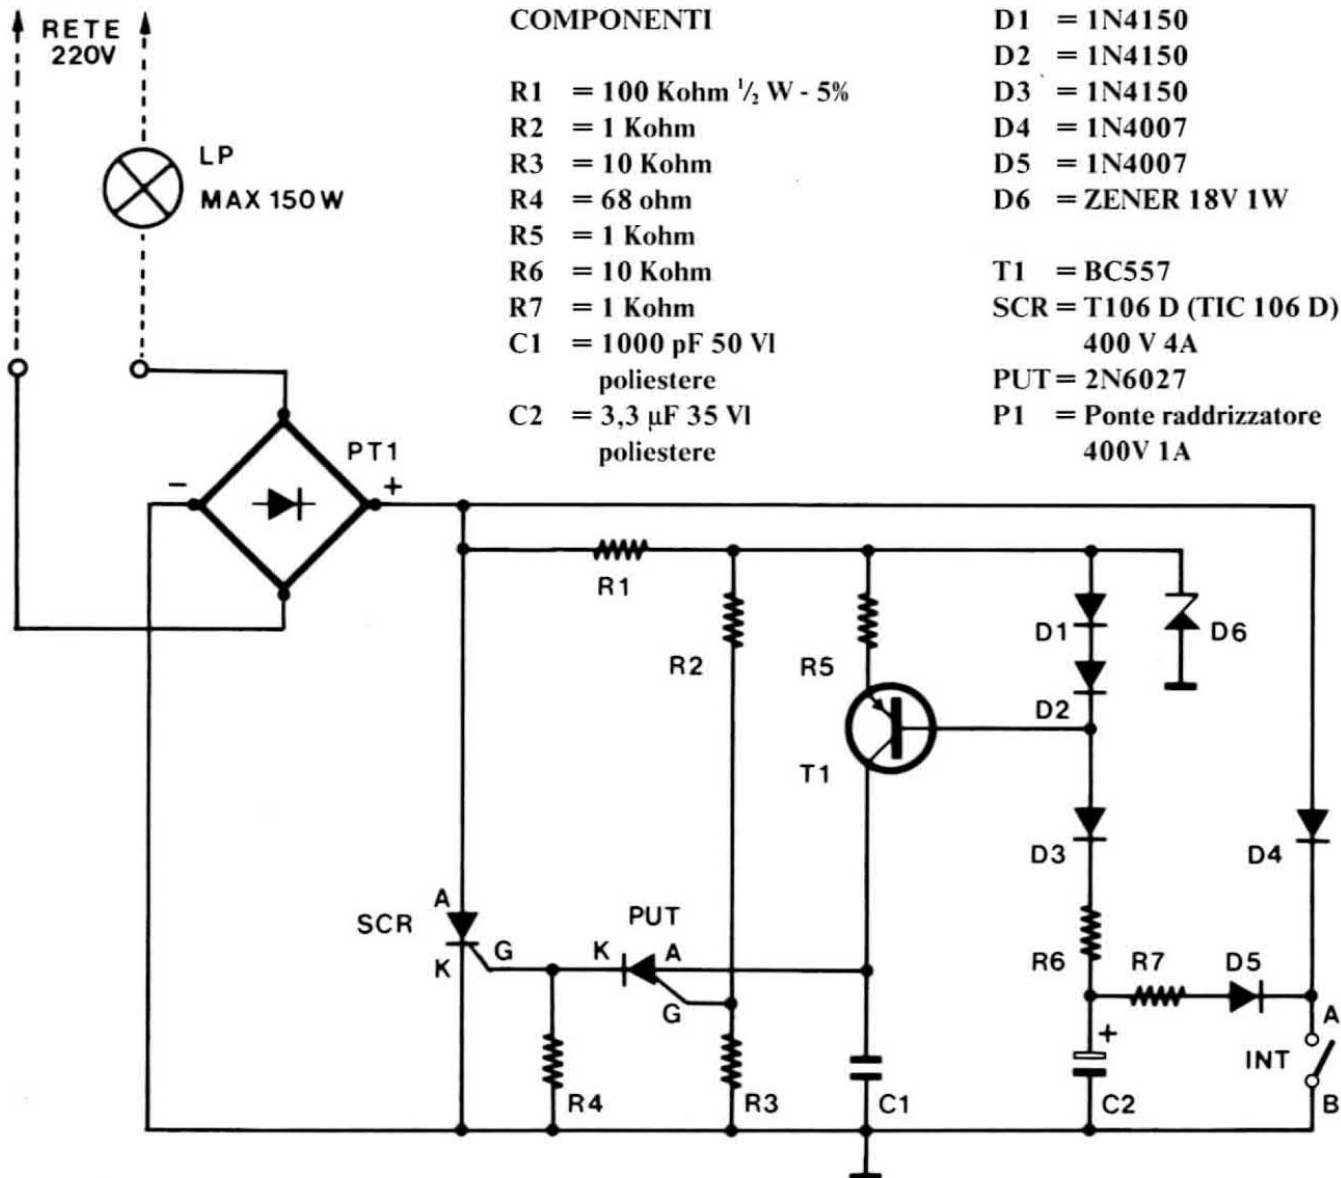 RETE
220V
LP
MAX 150 W
COMPONENTI
R1 = 100 Kohm ½ W - 5%
R2 = 1 Kohm
R3 = 10 Kohm
R4 = 68 ohm
R5 = 1 Kohm
R6 = 10 Kohm
R7 = 1 Kohm
C1 = 1000 pF 50 Vl
poliestere
C2 = 3,3 µF 35 Vl
poliestere
D1 = 1N4150
D2 = 1N4150
D3 = 1N4150
D4 = 1N4007
D5 = 1N4007
D6 = ZENER 18V 1W
T1 = BC557
SCR = T106 D (TIC 106 D)
400 V 4A
PUT = 2N6027
P1 = Ponte raddrizzatore
400V 1A
PT1
- +
R1
R2
R5
D1
D6
D2
T1
D3
D4
A
SCR
K
G
PUT
K A
G
R6
R7
D5
A
INT
B
+
R4
R3
C1
C2